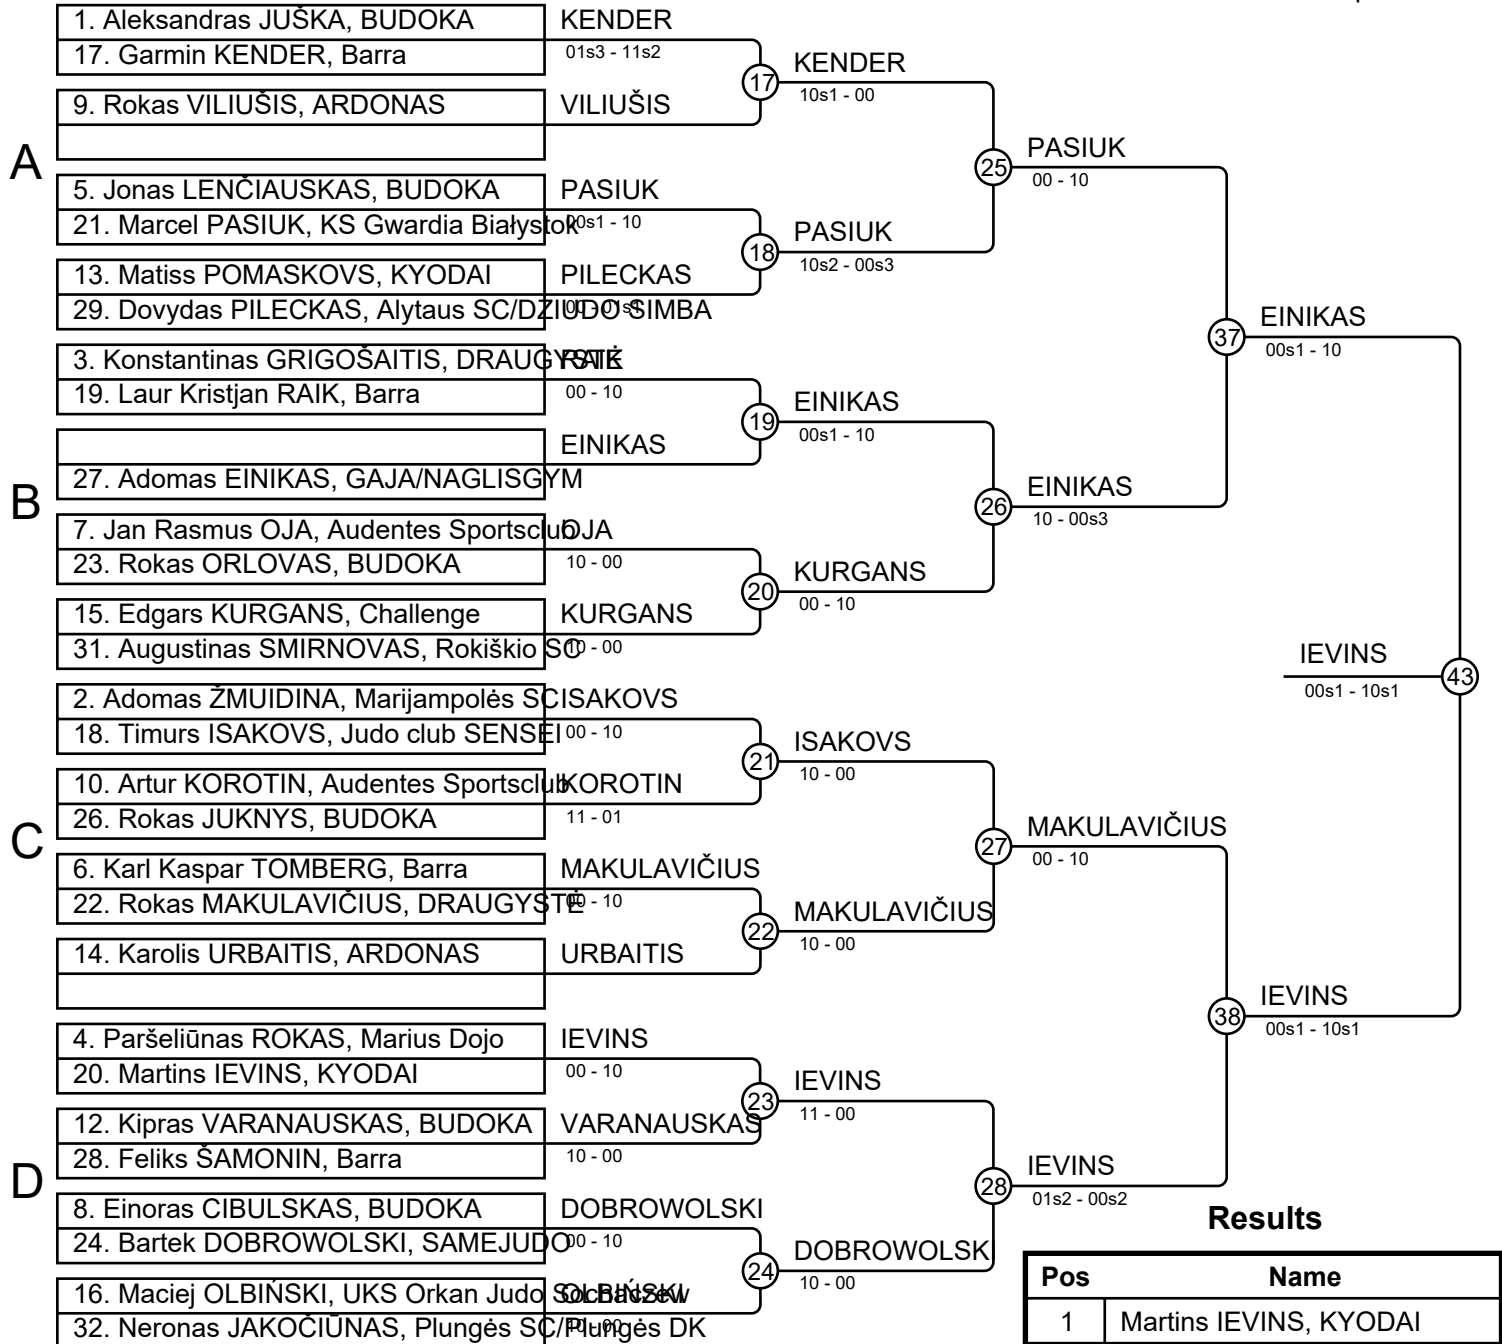 1. Aleksandras JUŠKA, BUDOKA
17. Garmin KENDER, Barra
9. Rokas VILIUŠIS, ARDONAS
A
5. Jonas LENČIAUSKAS, BUDOKA
21. Marcel PASIUK, KS Gwardia Białystok
13. Matiss POMASKOVS, KYODAI
29. Dovydas PILECKAS, Alytaus SC/DZIUDO SIMBA
3. Konstantinas GRIGOŠAITIS, DRAUGYSTĖ
19. Laur Kristjan RAIK, Barra
27. Adomas EINIKAS, GAJA/NAGLISGYM
B
7. Jan Rasmus OJA, Audentes Sportsclub
23. Rokas ORLOVAS, BUDOKA
15. Edgars KURGANS, Challenge
31. Augustinas SMIRNOVAS, Rokiškio SC
2. Adomas ŽMUIDINA, Marijampolės SC
18. Timurs ISAKOVS, Judo club SENSEI
10. Artur KOROTIN, Audentes Sportsclub
26. Rokas JUKNYS, BUDOKA
C
6. Karl Kaspar TOMBERG, Barra
22. Rokas MAKULAVIČIUS, DRAUGYSTĖ
14. Karolis URBAITIS, ARDONAS
4. Paršeliūnas ROKAS, Marius Dojo
20. Martins IEVINS, KYODAI
12. Kipras VARANAUSKAS, BUDOKA
28. Feliks ŠAMONIN, Barra
D
8. Einoras CIBULSKAS, BUDOKA
24. Bartek DOBROWOLSKI, SAMEJUDO
16. Maciej OLBIŃSKI, UKS Orkan Judo Sochaczew
32. Neronas JAKOČIŪNAS, Plungės SC/Plungės DK
KENDER
01s3 - 11s2
VILIUŠIS
PASIUK
00s1 - 10
PILECKAS
RAIK
00 - 10
EINIKAS
OJA
10 - 00
KURGANS
10 - 00
ISAKOVS
00 - 10
KOROTIN
11 - 01
MAKULAVIČIUS
00 - 10
URBAITIS
IEVINS
00 - 10
VARANAUSKAS
10 - 00
DOBROWOLSKI
00 - 10
OLBIŃSKI
17
KENDER
10s1 - 00
18
PASIUK
10s2 - 00s3
19
EINIKAS
00s1 - 10
20
KURGANS
00 - 10
21
ISAKOVS
10 - 00
22
MAKULAVIČIUS
10 - 00
23
IEVINS
11 - 00
24
DOBROWOLSK
10 - 00
25
PASIUK
00 - 10
26
EINIKAS
10 - 00s3
27
MAKULAVIČIUS
00 - 10
28
IEVINS
01s2 - 00s2
37
EINIKAS
00s1 - 10
38
IEVINS
00s1 - 10s1
43
IEVINS
00s1 - 10s1
Results
Pos Name
1 Martins IEVINS, KYODAI